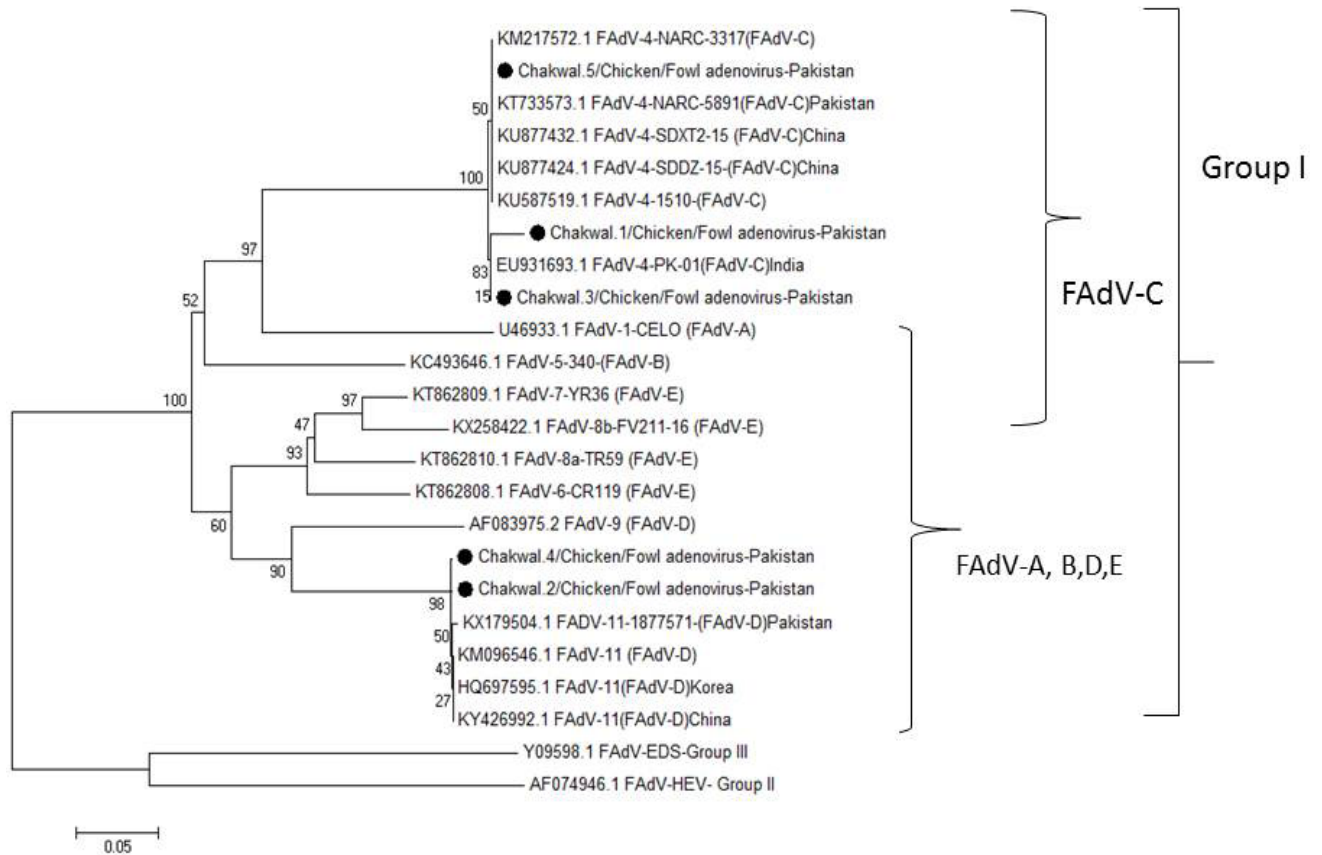 KM217572.1 FAdV-4-NARC-3317(FAdV-C)
Chakwal.5/Chicken/Fowl adenovirus-Pakistan
50
KT733573.1 FAdV-4-NARC-5891(FAdV-C)Pakistan
KU877432.1 FAdV-4-SDXT2-15 (FAdV-C)China
KU877424.1 FAdV-4-SDDZ-15-(FAdV-C)China
100
KU587519.1 FAdV-4-1510-(FAdV-C)
Chakwal.1/Chicken/Fowl adenovirus-Pakistan
97
EU931693.1 FAdV-4-PK-01(FAdV-C)India
83
15
Chakwal.3/Chicken/Fowl adenovirus-Pakistan
52
U46933.1 FAdV-1-CELO (FAdV-A)
KC493646.1 FAdV-5-340-(FAdV-B)
100
97
KT862809.1 FAdV-7-YR36 (FAdV-E)
47
KX258422.1 FAdV-8b-FV211-16 (FAdV-E)
93
KT862810.1 FAdV-8a-TR59 (FAdV-E)
KT862808.1 FAdV-6-CR119 (FAdV-E)
60
AF083975.2 FAdV-9 (FAdV-D)
Chakwal.4/Chicken/Fowl adenovirus-Pakistan
90
Chakwal.2/Chicken/Fowl adenovirus-Pakistan
98
KX179504.1 FADV-11-1877571-(FAdV-D)Pakistan
50
KM096546.1 FAdV-11 (FAdV-D)
43
HQ697595.1 FAdV-11(FAdV-D)Korea
27
KY426992.1 FAdV-11(FAdV-D)China
Y09598.1 FAdV-EDS-Group III
AF074946.1 FAdV-HEV- Group II
0.05
Group I
FAdV-C
FAdV-A, B,D,E